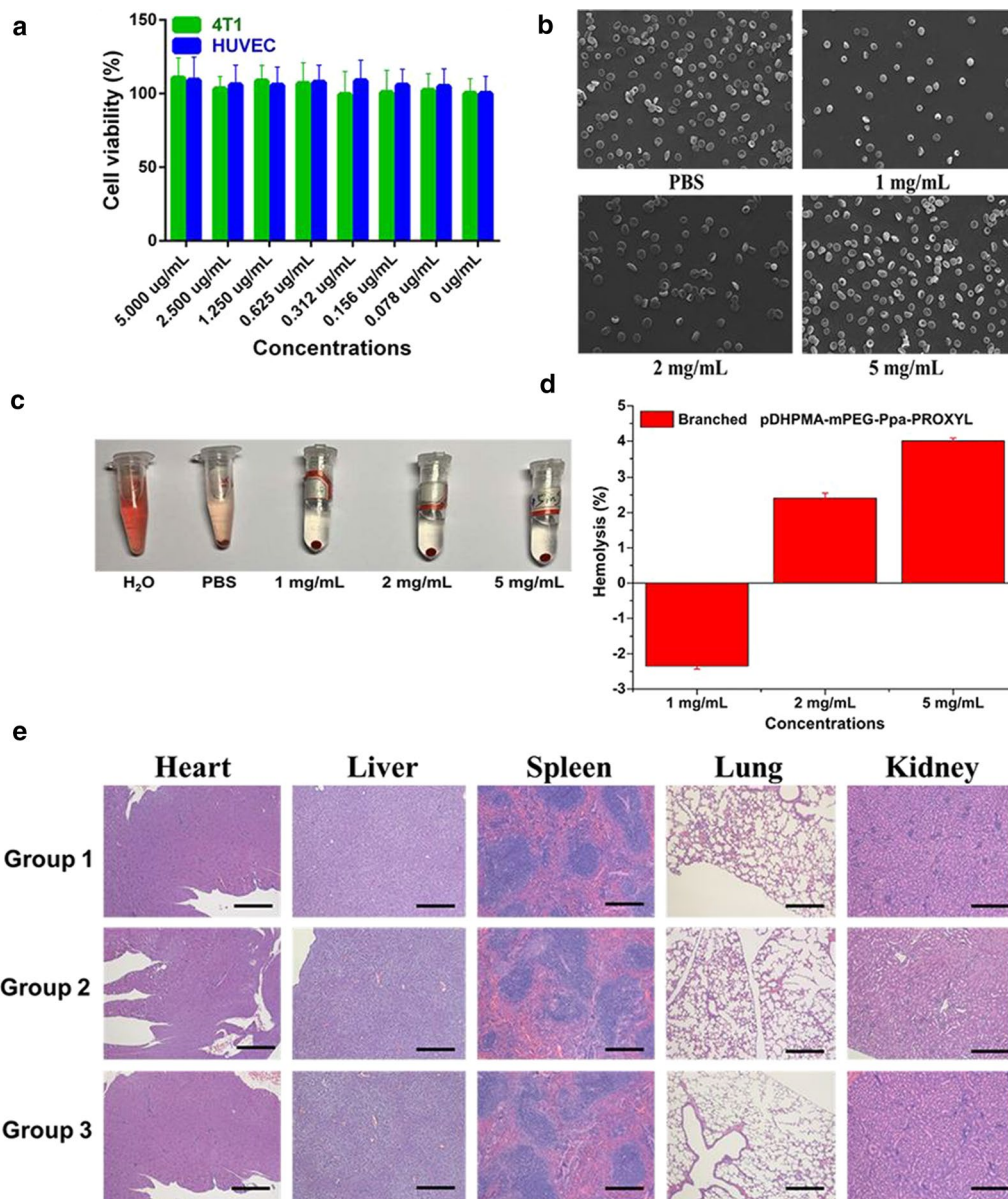 a
150
100
50
0
Cell viability (%)
4T1
HUVEC
5.000 ug/mL
2.500 ug/mL
1.250 ug/mL
0.625 ug/mL
0.312 ug/mL
0.156 ug/mL
0.078 ug/mL
0 ug/mL
Concentrations
b
PBS
1 mg/mL
2 mg/mL
5 mg/mL
c
H₂O
PBS
1 mg/mL
2 mg/mL
5 mg/mL
d
Branched pDHPMA-mPEG-Ppa-PROXYL
5
4
3
2
1
0
-1
-2
-3
Hemolysis (%)
1 mg/mL
2 mg/mL
5 mg/mL
Concentrations
e
Heart Liver Spleen Lung Kidney
Group 1
Group 2
Group 3